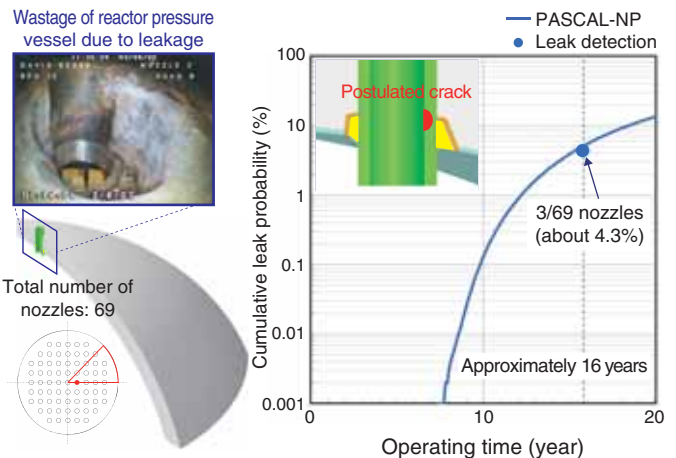 Wastage of reactor pressure
vessel due to leakage
Total number of
nozzles: 69
PASCAL-NP
Leak detection
Cumulative leak probability (%)
100
10
1
0.1
0.01
0.001
Postulated crack
3/69 nozzles
(about 4.3%)
Approximately 16 years
0
10
20
Operating time (year)